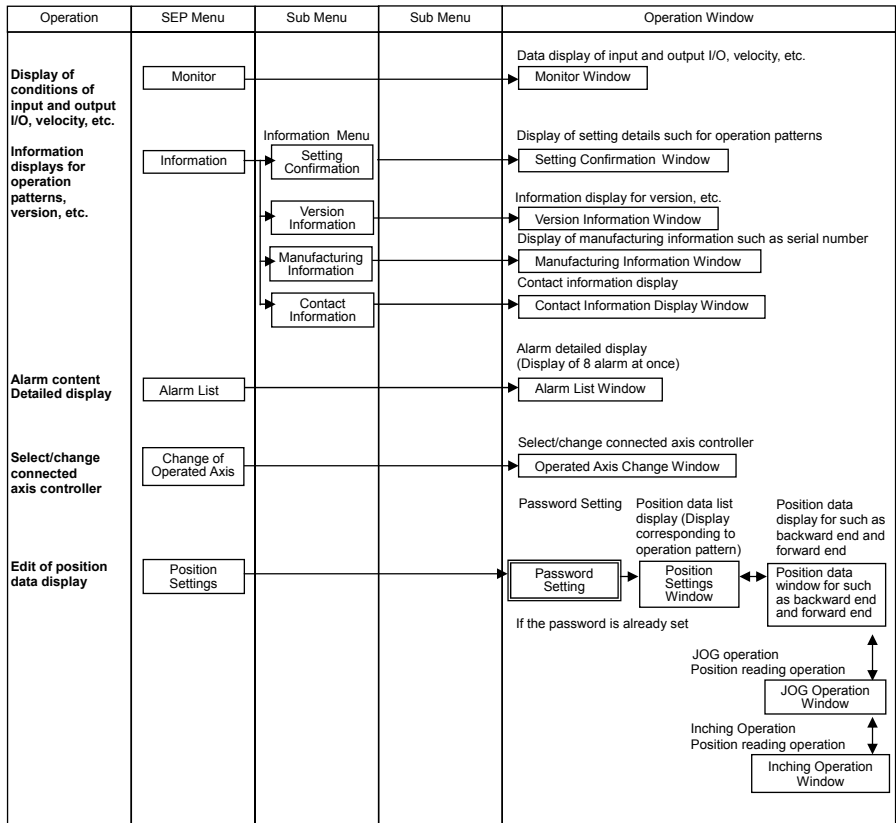 Operation
SEP Menu
Sub Menu
Sub Menu
Operation Window
Display of
conditions of
input and output
I/O, velocity, etc.
Monitor
Data display of input and output I/O, velocity, etc.
Monitor Window
Information
displays for
operation
patterns,
version, etc.
Information
Information Menu
Setting
Confirmation
Display of setting details such for operation patterns
Setting Confirmation Window
Version
Information
Information display for version, etc.
Version Information Window
Manufacturing
Information
Display of manufacturing information such as serial number
Manufacturing Information Window
Contact
Information
Contact information display
Contact Information Display Window
Alarm content
Detailed display
Alarm List
Alarm detailed display
(Display of 8 alarm at once)
Alarm List Window
Select/change
connected
axis controller
Change of
Operated Axis
Select/change connected axis controller
Operated Axis Change Window
Edit of position
data display
Position
Settings
Password Setting
Password
Setting
If the password is already set
Position data list
display (Display
corresponding to
operation pattern)
Position
Settings
Window
Position data
display for such as
backward end and
forward end
Position data
window for such
as backward end
and forward end
JOG operation
Position reading operation
JOG Operation
Window
Inching Operation
Position reading operation
Inching Operation
Window